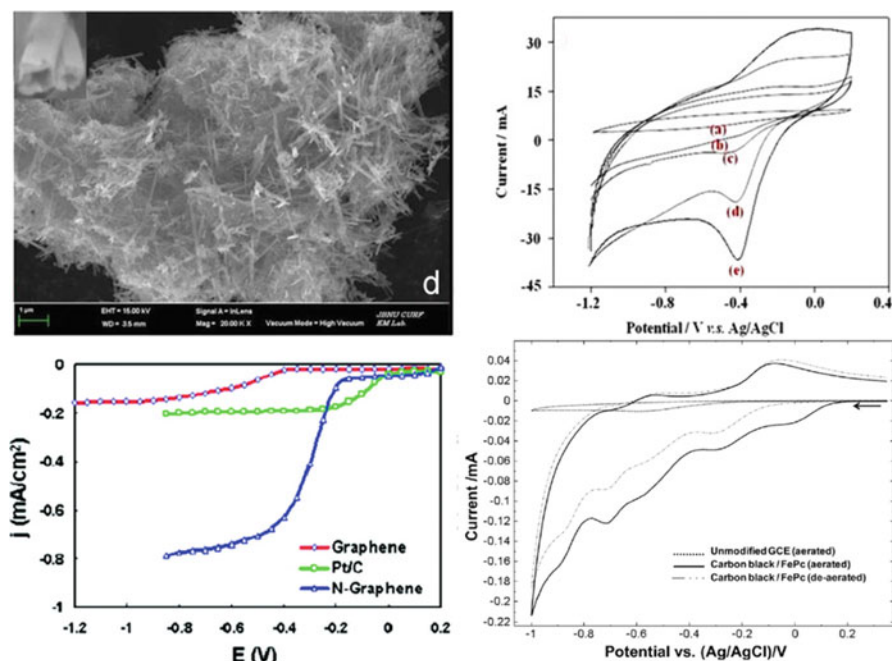 d
1 µm
EHT = 15.00 kV
Signal A = InLens
JBNU CURF
WD = 3.5 mm
Mag = 20.00 K X
Vacuum Mode = High Vacuum
EM Lab.
Current / mA
30
15
0
-15
-30
-45
(a)
(b)
(c)
(d)
(e)
-1.2
-0.8
-0.4
0.0
0.4
Potential / V v.s. Ag/AgCl
j (mA/cm²)
0
-0.2
-0.4
-0.6
-0.8
-1
Graphene
Pt/C
N-Graphene
-1.2
-1
-0.8
-0.6
-0.4
-0.2
0
0.2
E (V)
Current /mA
0.04
0.02
0
-0.02
-0.04
-0.06
-0.08
-0.1
-0.12
-0.14
-0.16
-0.18
-0.2
-0.22
Unmodified GCE (aerated)
Carbon black / FePc (aerated)
Carbon black / FePc (de-aerated)
-1
-0.8
-0.6
-0.4
-0.2
0
0.2
Potential vs. (Ag/AgCl)/V